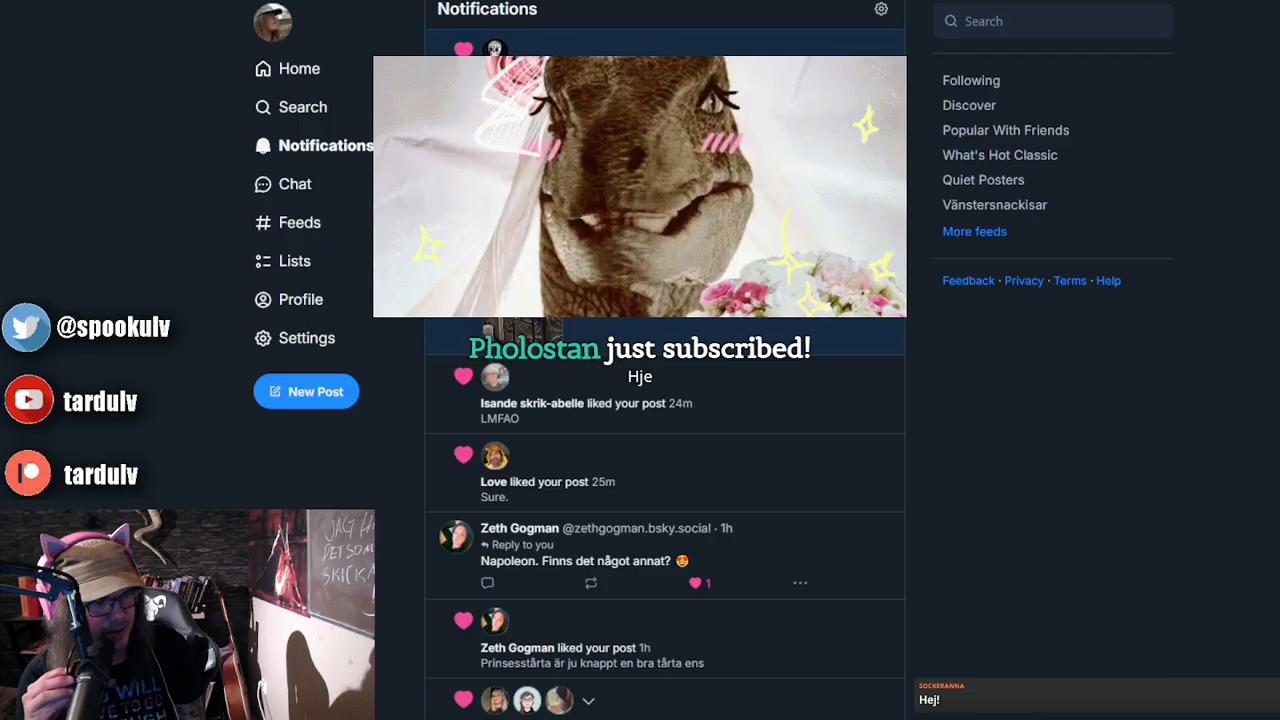 Notifications
Search
Home
Search
Notifications
Chat
Feeds
Lists
Profile
Settings
New Post
Following
Discover
Popular With Friends
What's Hot Classic
Quiet Posters
Vänstersnackisar
More feeds
Feedback · Privacy · Terms · Help
@spookulv
tardulv
tardulv
Pholostan just subscribed!
Hje
Isande skrik-abelle liked your post 24m
LMFAO
Love liked your post 25m
Sure.
Zeth Gogman @zethgogman.bsky.social · 1h
Reply to you
Napoleon. Finns det något annat? 😍
1
Zeth Gogman liked your post 1h
Prinsesstårta är ju knappt en bra tårta ens
JAG H
DET SOM
SKICKA
SOCKERANNA
Hej!